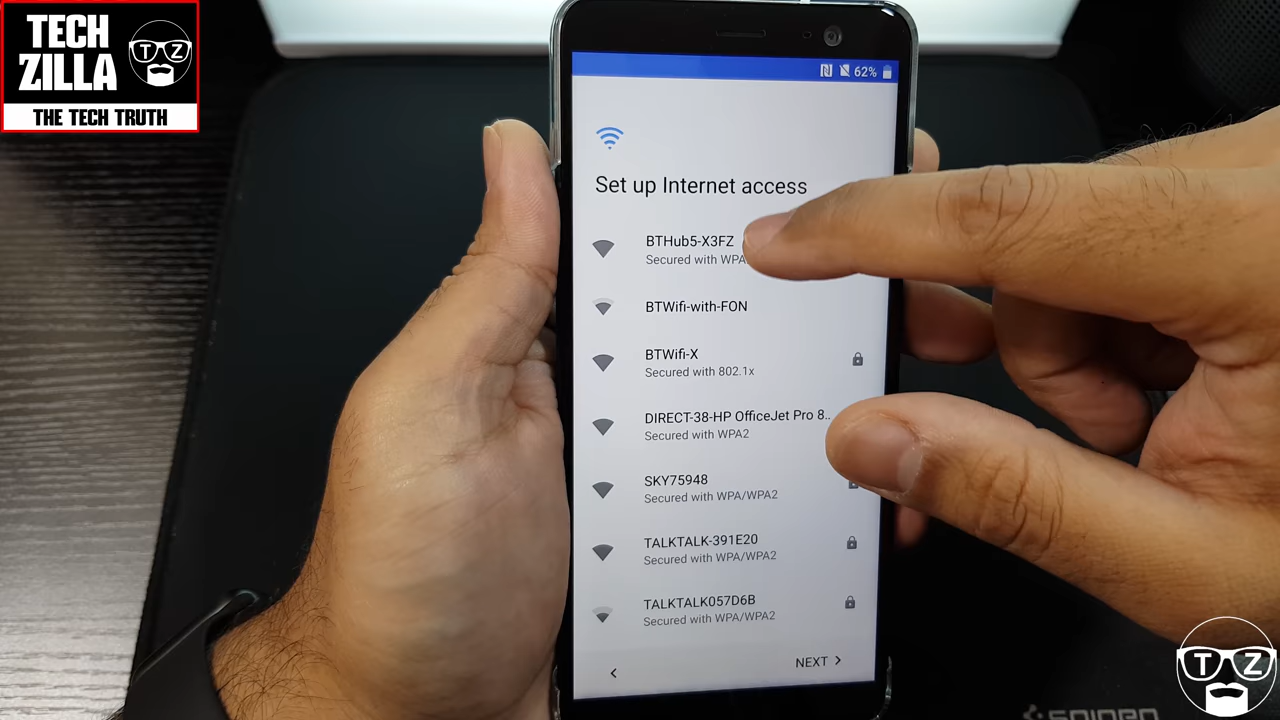 TECH
ZILLA
TZ
THE TECH TRUTH
62%
Set up Internet access
BTHub5-X3FZ
Secured with WPA
BTWifi-with-FON
BTWifi-X
Secured with 802.1x
DIRECT-38-HP OfficeJet Pro 8..
Secured with WPA2
SKY75948
Secured with WPA/WPA2
TALKTALK-391E20
Secured with WPA/WPA2
TALKTALK057D6B
Secured with WPA/WPA2
NEXT
TZ